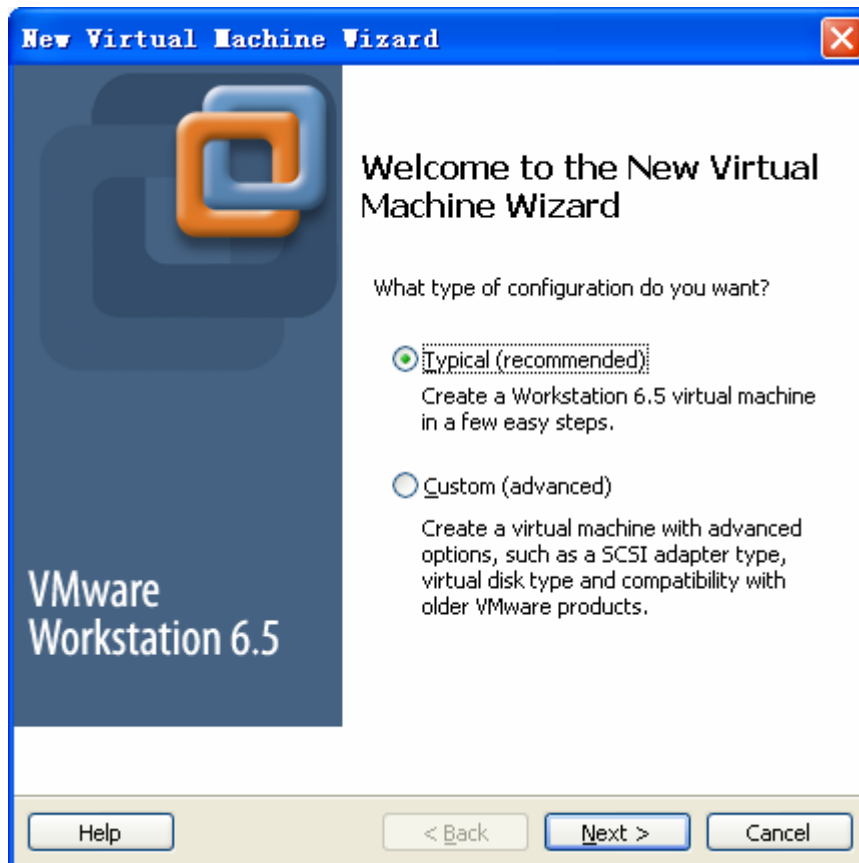 New Virtual Machine Wizard
Welcome to the New Virtual
Machine Wizard
What type of configuration do you want?
Typical (recommended)
Create a Workstation 6.5 virtual machine
in a few easy steps.
Custom (advanced)
Create a virtual machine with advanced
options, such as a SCSI adapter type,
virtual disk type and compatibility with
older VMware products.
VMware
Workstation 6.5
Help
< Back
Next >
Cancel